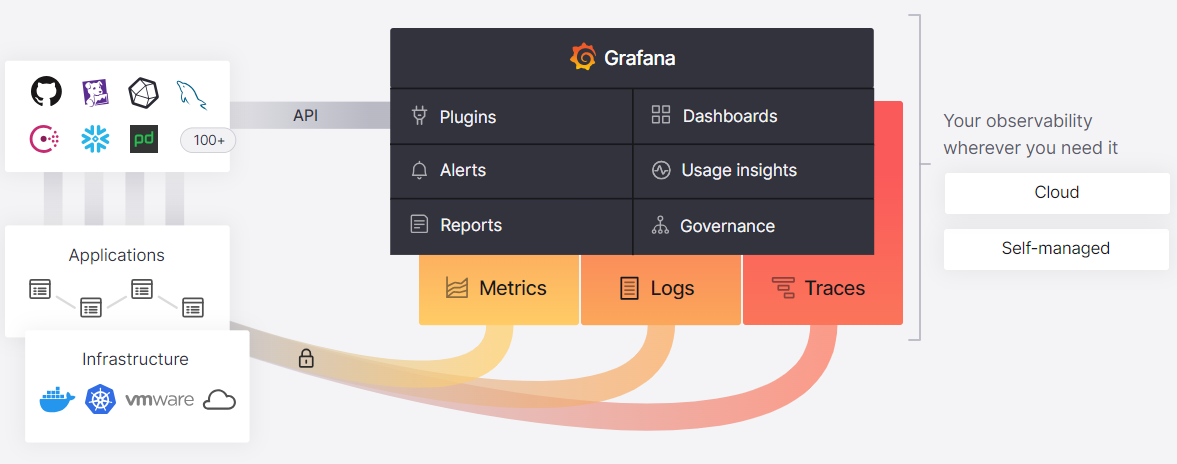 Grafana
Plugins
Dashboards
Alerts
Usage insights
Reports
Governance
Metrics
Logs
Traces
API
pd
100+
Applications
Infrastructure
vmware
Your observability
wherever you need it
Cloud
Self-managed